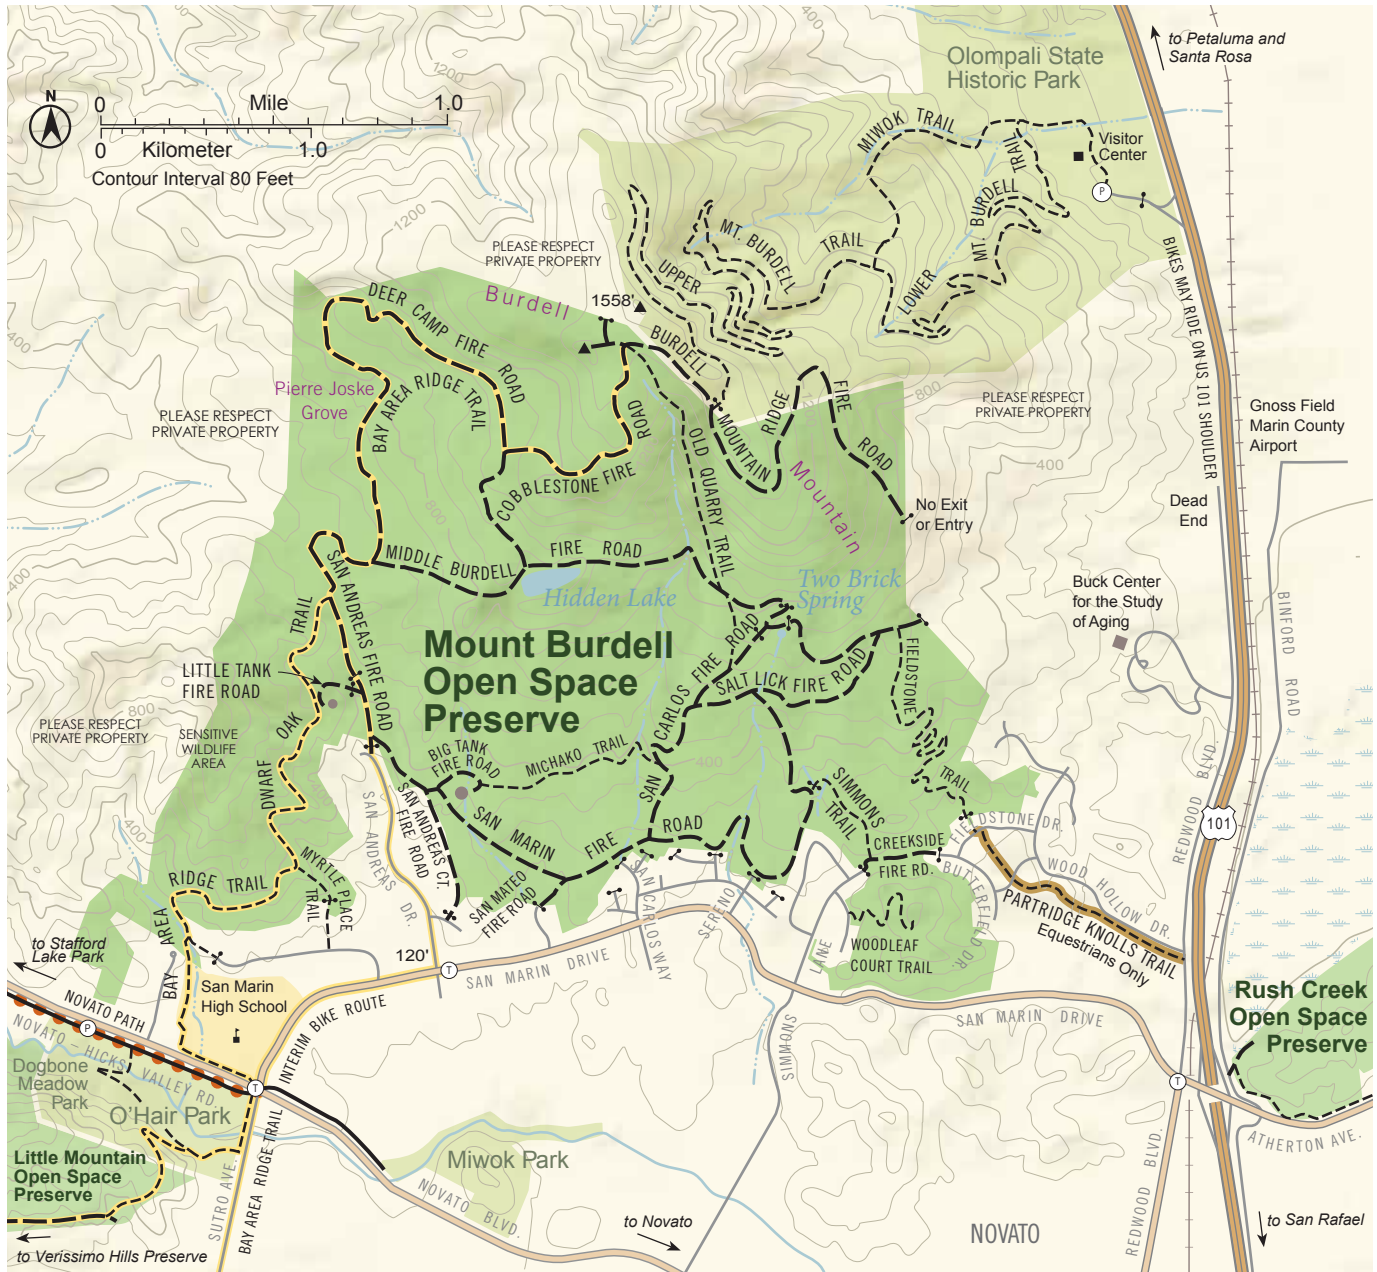 400
Olompali State
Historic Park
to Petaluma and
Santa Rosa
1200
N
0 Mile 1.0
0 Kilometer 1.0
Contour Interval 80 Feet
MIWOK TRAIL
Visitor
Center
P
1200
PLEASE RESPECT
PRIVATE PROPERTY
MT. BURDELL
TRAIL
UPPER
LOWER
MT. BURDELL
TRAIL
BIKES MAY RIDE ON US 101 SHOULDER
Burdell
1558'
DEER CAMP FIRE ROAD
BURDELL
MOUNTAIN
RIDGE
FIRE
ROAD
400
Pierre Joske
Grove
BAY AREA RIDGE TRAIL
PLEASE RESPECT
PRIVATE PROPERTY
800
PLEASE RESPECT
PRIVATE PROPERTY
Gnoss Field
Marin County
Airport
400
COBBLESTONE FIRE ROAD
OLD QUARRY TRAIL
Mountain
800
No Exit
or Entry
Dead
End
SAN ANDREAS FIRE ROAD
MIDDLE BURDELL
FIRE ROAD
Hidden Lake
Two Brick
Spring
400
Buck Center
for the Study
of Aging
BINFORD ROAD
Mount Burdell
Open Space
Preserve
TRAIL
LITTLE TANK
FIRE ROAD
OAK
DWARF
SAN CARLOS FIRE ROAD
SALT LICK FIRE ROAD
FIELDSTONE
TRAIL
800
PLEASE RESPECT
PRIVATE PROPERTY
SENSITIVE
WILDLIFE
AREA
BIG TANK
FIRE ROAD
MICHAKO TRAIL
400
SAN ANDREAS DR.
SAN ANDREAS CT.
FIRE ROAD
SAN MARIN
FIRE
ROAD
SIMMONS
TRAIL
CREEKSIDE
FIRE RD.
FIELDSTONE DR.
REDWOOD BLVD.
101
400
RIDGE TRAIL
MYRTLE PLACE
TRAIL
SAN MATEO
FIRE ROAD
SAN CARLOS WAY
SERENO
BUTTERFIELD DR.
WOOD HOLLOW DR.
PARTRIDGE KNOLLS TRAIL
Equestrians Only
AREA
BAY
WOODLEAF
COURT TRAIL
LANE
SIMMONS
to Stafford
Lake Park
120'
T
SAN MARIN DRIVE
SAN MARIN DRIVE
San Marin
High School
NOVATO PATH
P
NOVATO – HICKS VALLEY RD.
INTERIM BIKE ROUTE
BAY AREA RIDGE TRAIL
Rush Creek
Open Space
Preserve
Dogbone
Meadow
Park
O'Hair Park
T
T
ATHERTON AVE.
Little Mountain
Open Space
Preserve
SUTRO AVE.
Miwok Park
NOVATO BLVD.
REDWOOD BLVD.
to Novato
NOVATO
to San Rafael
to Verissimo Hills Preserve